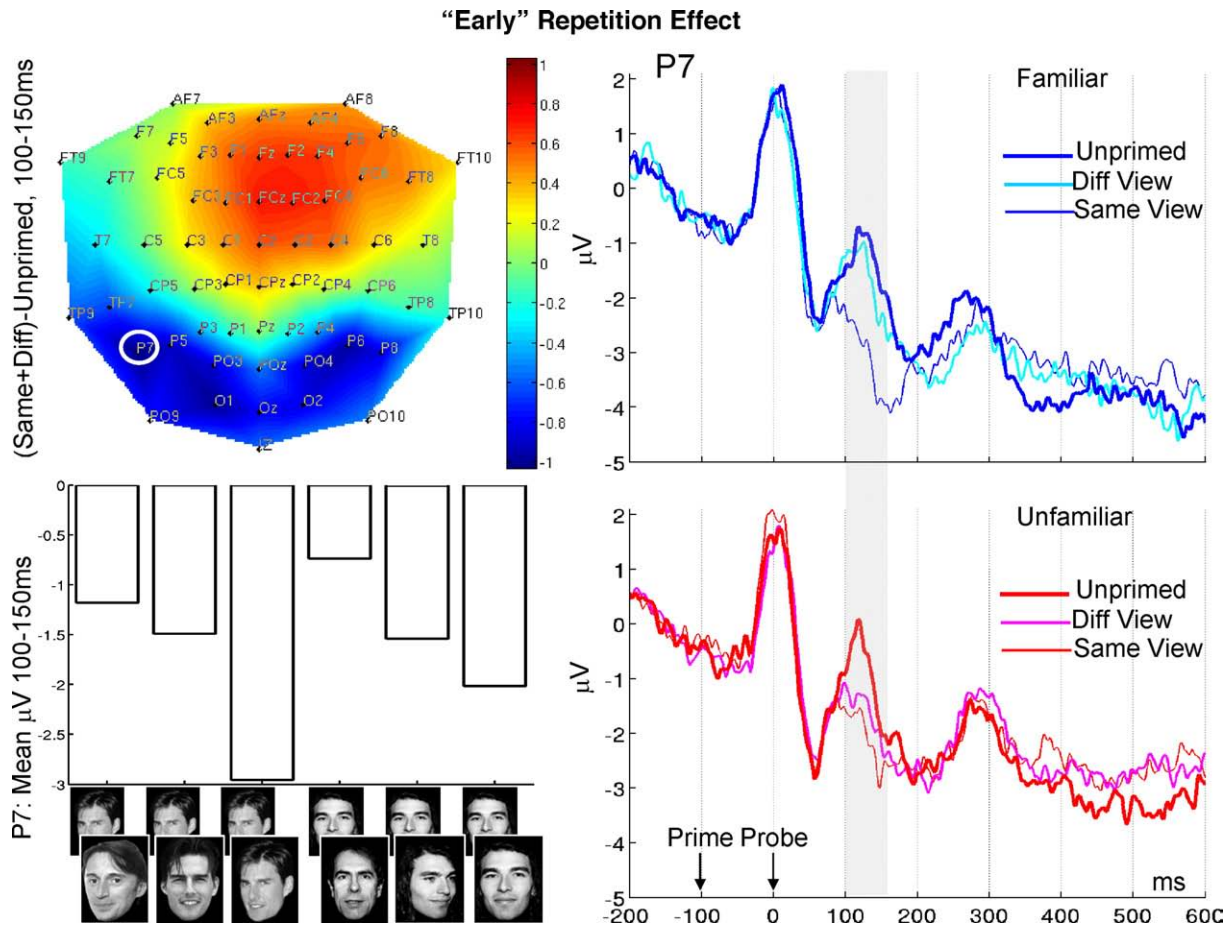 “Early” Repetition Effect
(Same+Diff)-Unprimed, 100-150ms
AF7 AF8
AF3 AFz AF4
F7 F5 F8
F3 F1 Fz F2 F4
FT9 FT7 FC5 FT8 FT10
FC3 FC1 FCz FC2 FC4
T7 C5 C3 C4 C6 T8
CP5 CP3 CP1 CPz CP2 CP4 CP6
TP9 TP8 TP10
P7 P5 P3 P1 Pz P2 P4 P6 P8
PO3 POz PO4
PO9 O1 Oz O2 PO10
IZ
1
0.8
0.6
0.4
0.2
0
-0.2
-0.4
-0.6
-0.8
-1
P7
Familiar
Unprimed
Diff View
Same View
µV
2
1
0
-1
-2
-3
-4
-5
P7: Mean µV 100-150ms
0
-0.5
-1
-1.5
-2
-2.5
-3
Unfamiliar
Unprimed
Diff View
Same View
µV
2
1
0
-1
-2
-3
-4
-5
Prime Probe
ms
-200 -100 0 100 200 300 400 500 600